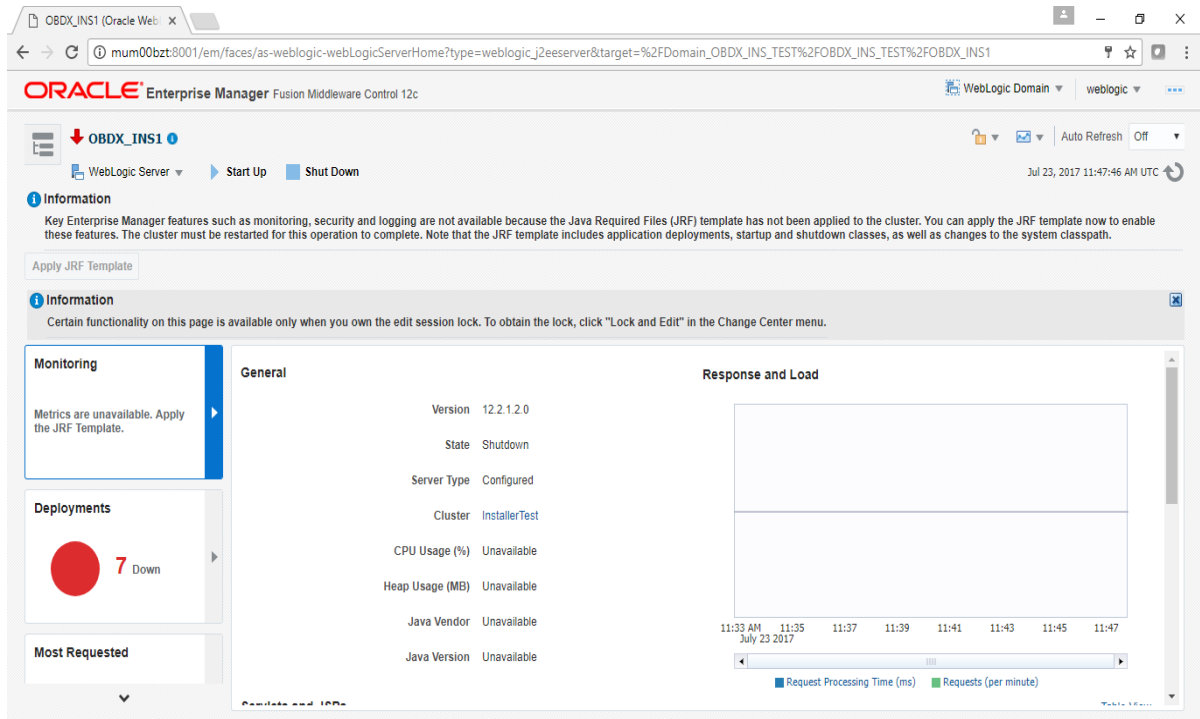 OBDX_INS1 (Oracle Web
mum00bzt:8001/em/faces/as-weblogic-webLogicServerHome?type=weblogic_j2eeserver&target=%2FDomain_OBDX_INS_TEST%2FOBDX_INS_TEST%2FOBDX_INS1
ORACLE Enterprise Manager Fusion Middleware Control 12c
WebLogic Domain
weblogic
OBDX_INS1
Auto Refresh Off
WebLogic Server Start Up Shut Down
Jul 23, 2017 11:47:46 AM UTC
Information
Key Enterprise Manager features such as monitoring, security and logging are not available because the Java Required Files (JRF) template has not been applied to the cluster. You can apply the JRF template now to enable
these features. The cluster must be restarted for this operation to complete. Note that the JRF template includes application deployments, startup and shutdown classes, as well as changes to the system classpath.
Apply JRF Template
Information
Certain functionality on this page is available only when you own the edit session lock. To obtain the lock, click "Lock and Edit" in the Change Center menu.
Monitoring
Metrics are unavailable. Apply
the JRF Template.
Deployments
7 Down
Most Requested
General
Version 12.2.1.2.0
State Shutdown
Server Type Configured
Cluster InstallerTest
CPU Usage (%) Unavailable
Heap Usage (MB) Unavailable
Java Vendor Unavailable
Java Version Unavailable
Servlets and JSPs
Response and Load
11:33 AM 11:35 11:37 11:39 11:41 11:43 11:45 11:47
July 23 2017
Request Processing Time (ms) Requests (per minute)
Table View